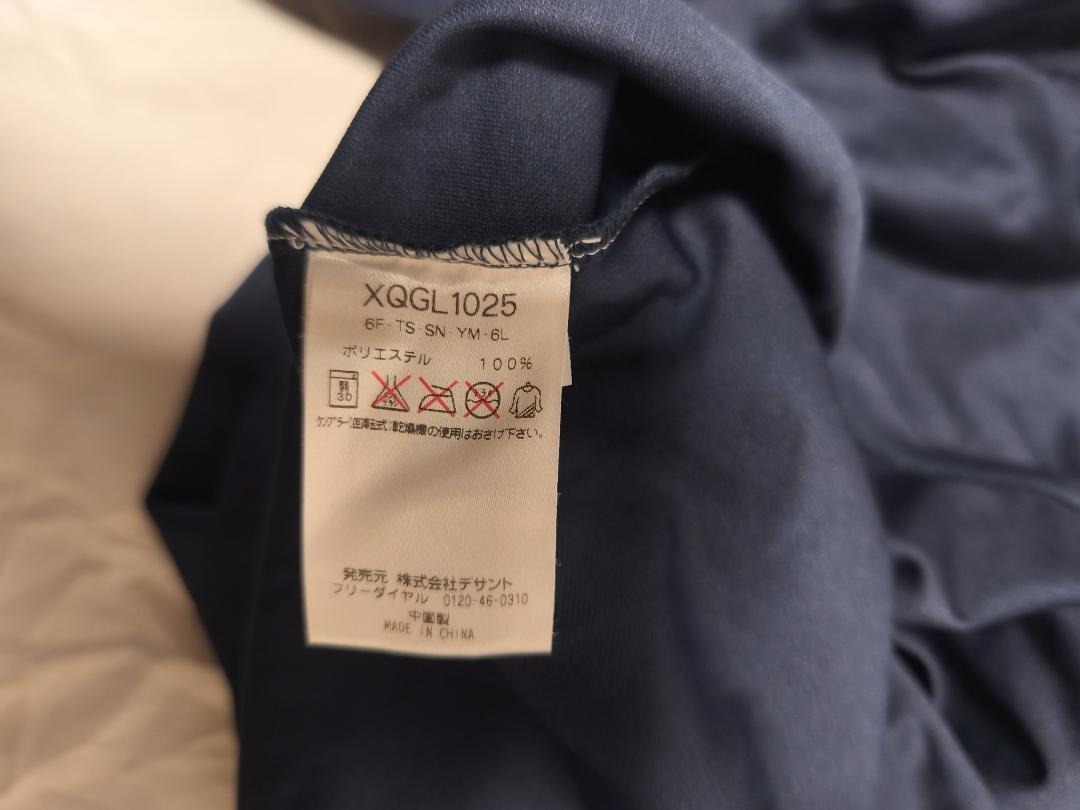 XQGL1025
6F-TS-SN-YM-6L
ポリエステル 100%
弱 30
タンブラー(回転式)乾燥機の使用はおさけ下さい。
発売元 株式会社デサント
フリーダイヤル 0120-46-0310
中国製
MADE IN CHINA